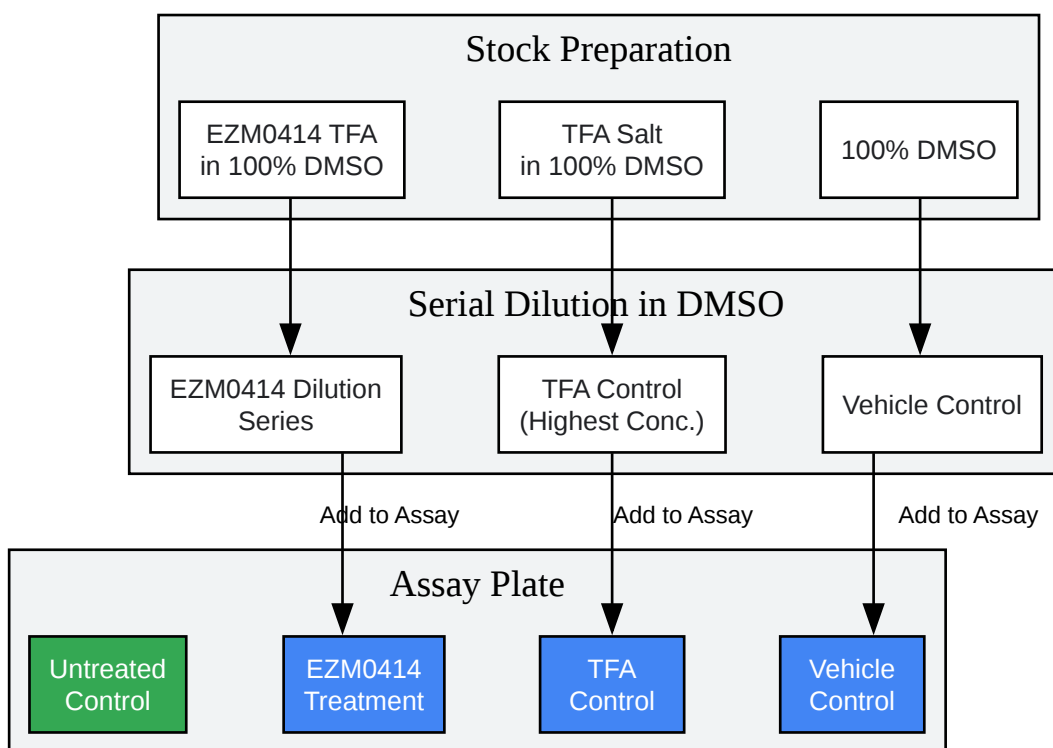 Stock Preparation
EZM0414 TFA
in 100% DMSO
TFA Salt
in 100% DMSO
100% DMSO
Serial Dilution in DMSO
EZM0414 Dilution
Series
TFA Control
(Highest Conc.)
Vehicle Control
Add to Assay
Add to Assay
Add to Assay
Assay Plate
Untreated
Control
EZM0414
Treatment
TFA
Control
Vehicle
Control